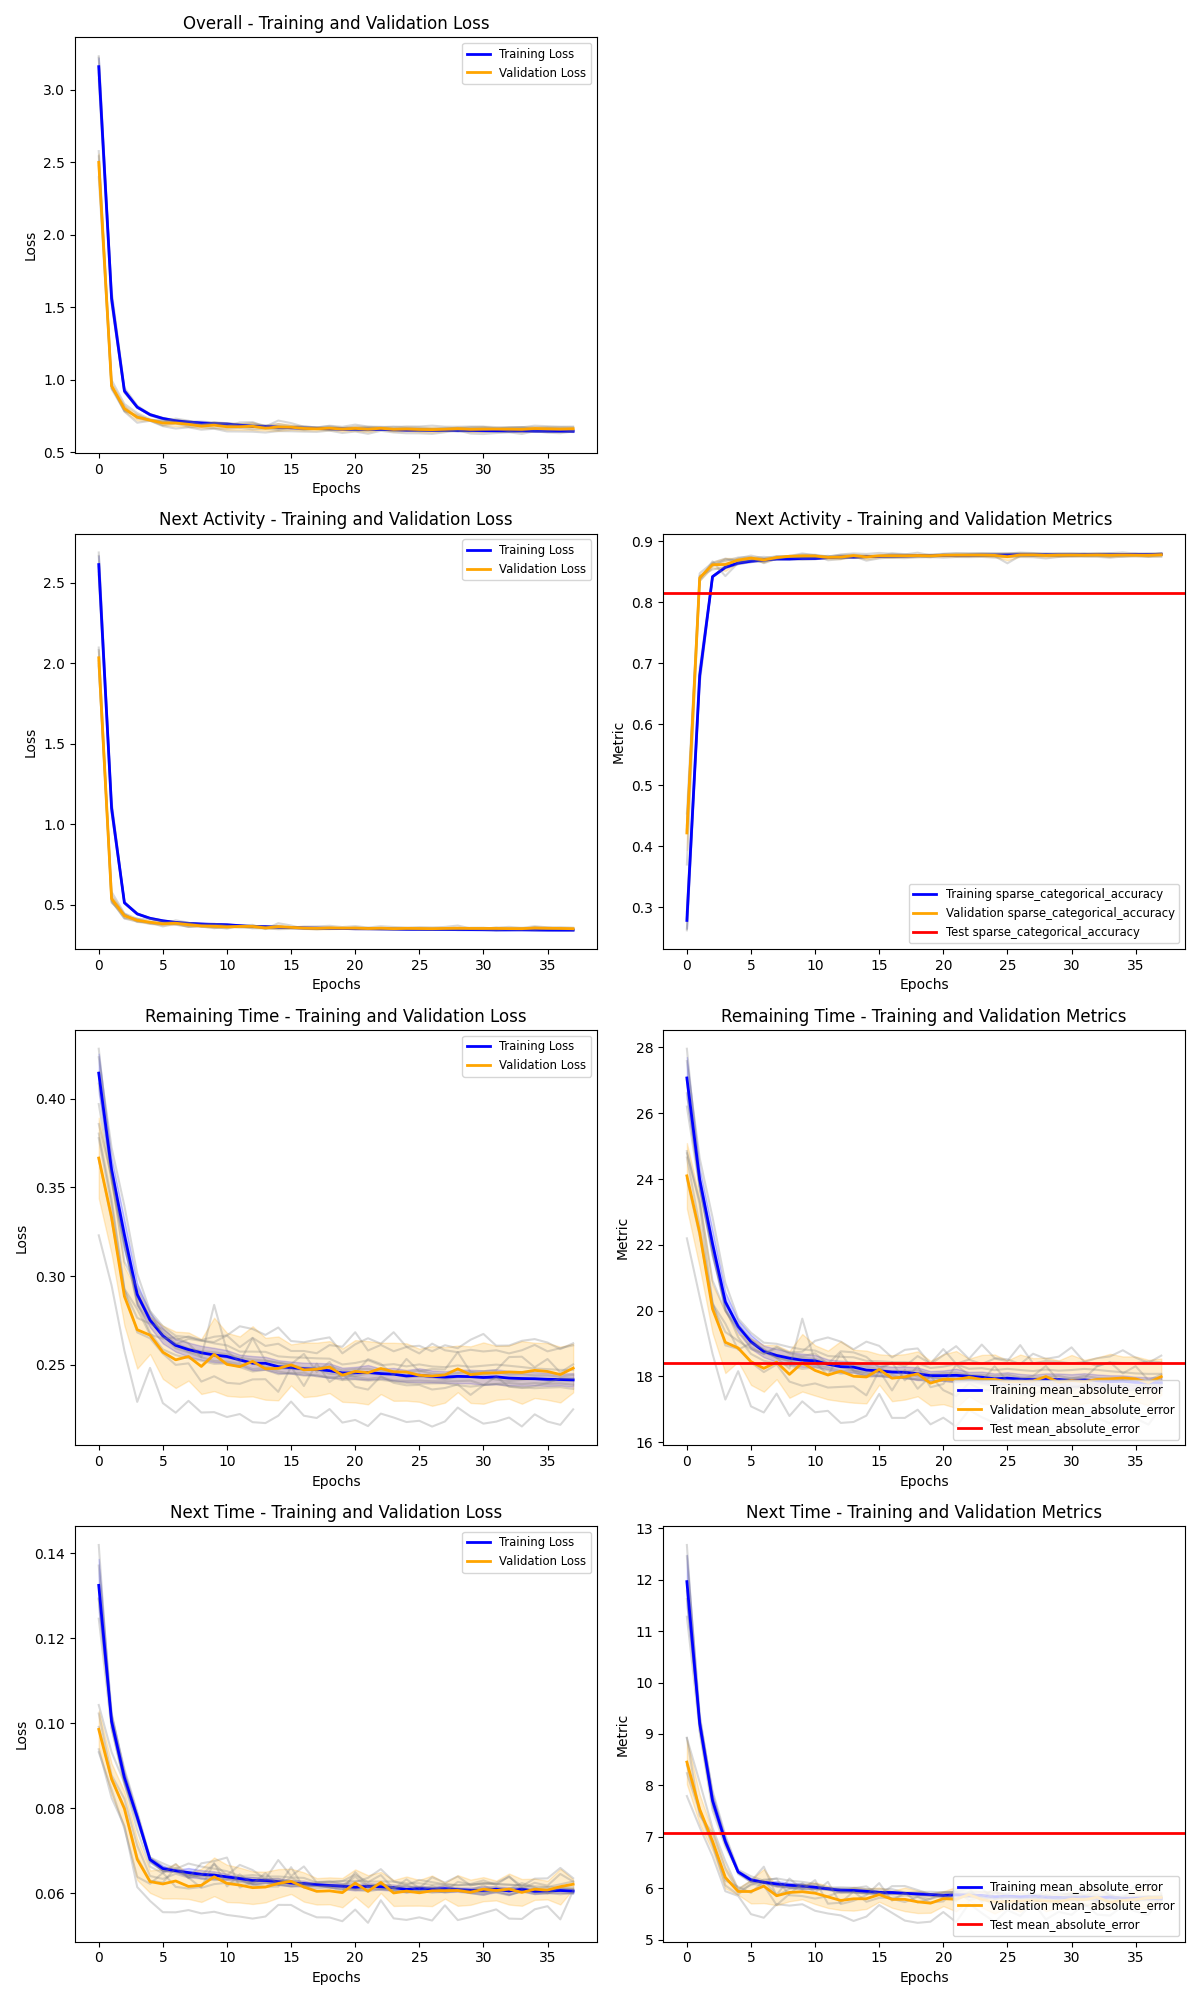 Overall - Training and Validation Loss
Training Loss
Validation Loss
3.0
2.5
2.0
1.5
1.0
0.5
Loss
0 5 10 15 20 25 30 35
Epochs
Next Activity - Training and Validation Loss
Training Loss
Validation Loss
2.5
2.0
1.5
1.0
0.5
Loss
0 5 10 15 20 25 30 35
Epochs
Next Activity - Training and Validation Metrics
0.9
0.8
0.7
0.6
0.5
0.4
0.3
Metric
Training sparse_categorical_accuracy
Validation sparse_categorical_accuracy
Test sparse_categorical_accuracy
0 5 10 15 20 25 30 35
Epochs
Remaining Time - Training and Validation Loss
Training Loss
Validation Loss
0.40
0.35
0.30
0.25
Loss
0 5 10 15 20 25 30 35
Epochs
Remaining Time - Training and Validation Metrics
28
26
24
22
20
18
16
Metric
Training mean_absolute_error
Validation mean_absolute_error
Test mean_absolute_error
0 5 10 15 20 25 30 35
Epochs
Next Time - Training and Validation Loss
Training Loss
Validation Loss
0.14
0.12
0.10
0.08
0.06
Loss
0 5 10 15 20 25 30 35
Epochs
Next Time - Training and Validation Metrics
13
12
11
10
9
8
7
6
5
Metric
Training mean_absolute_error
Validation mean_absolute_error
Test mean_absolute_error
0 5 10 15 20 25 30 35
Epochs